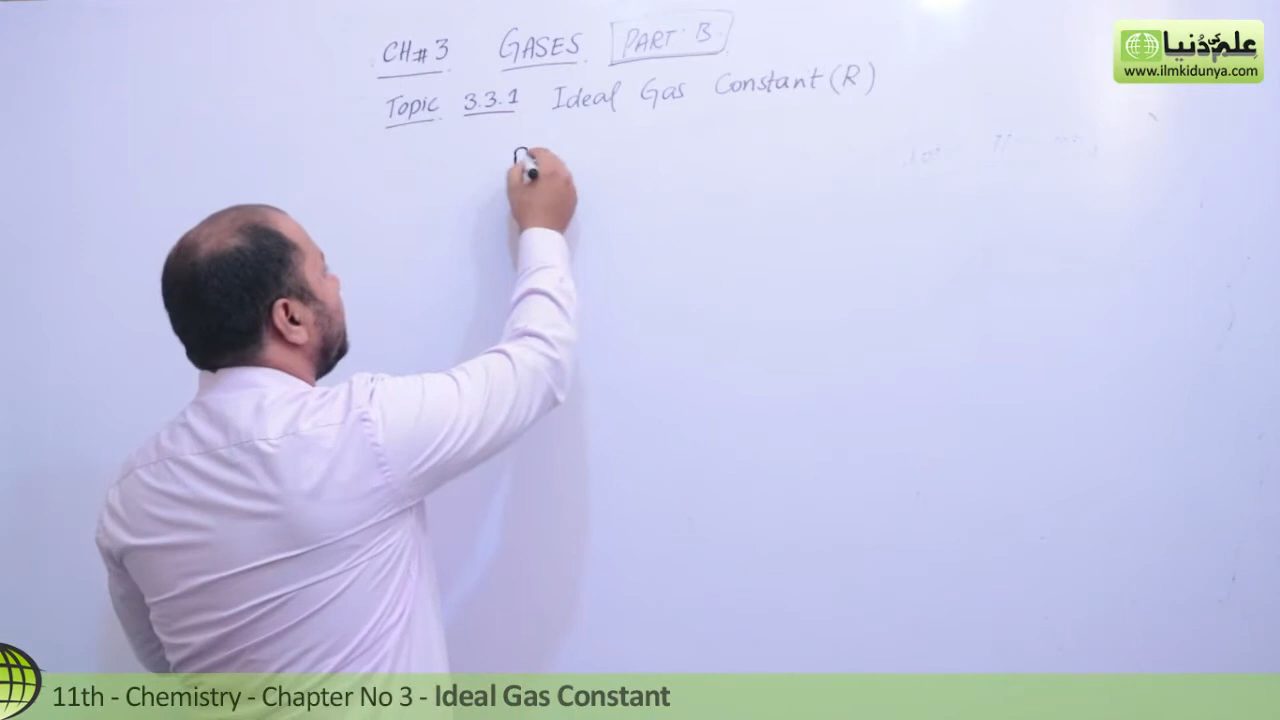 CH#3 GASES PART B
Topic 3.3.1 Ideal Gas Constant (R)
علم کی دُنیا
www.ilmkidunya.com
11th - Chemistry - Chapter No 3 - Ideal Gas Constant